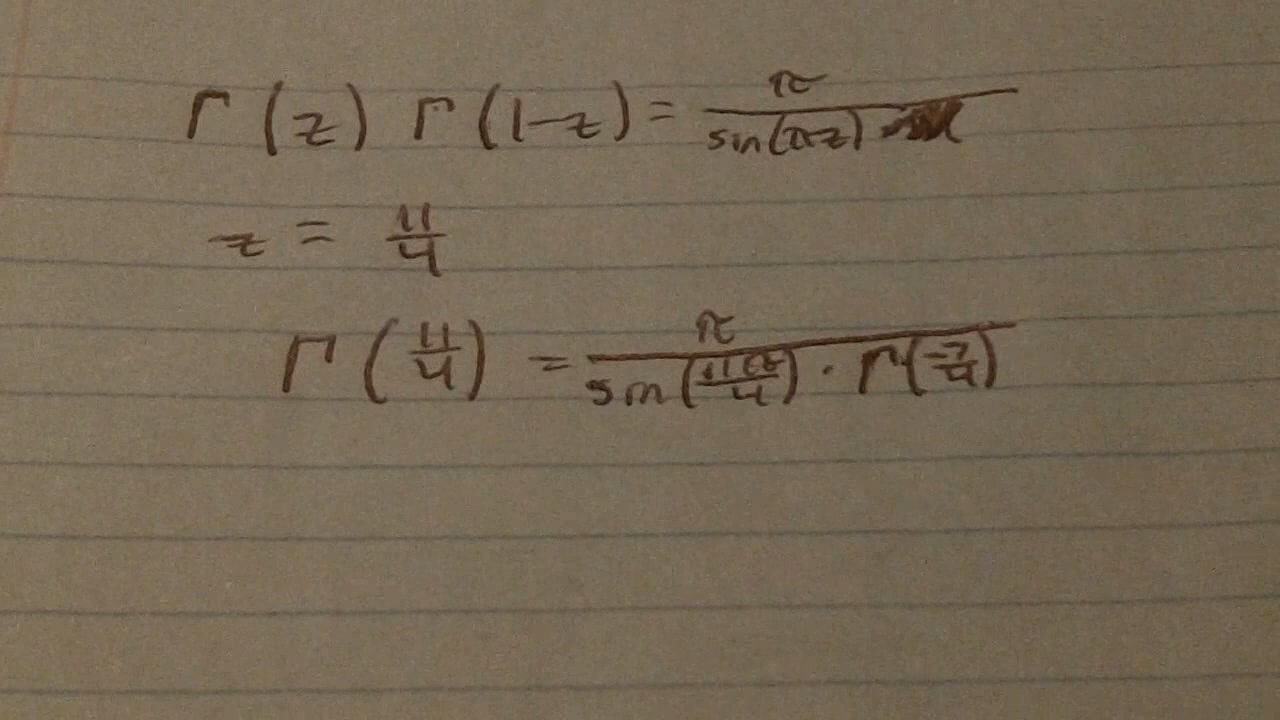 Γ(z) Γ(1-z) = π / sin(πz)
z = 11/4
Γ(11/4) = π / sin(11π/4) · Γ(-7/4)